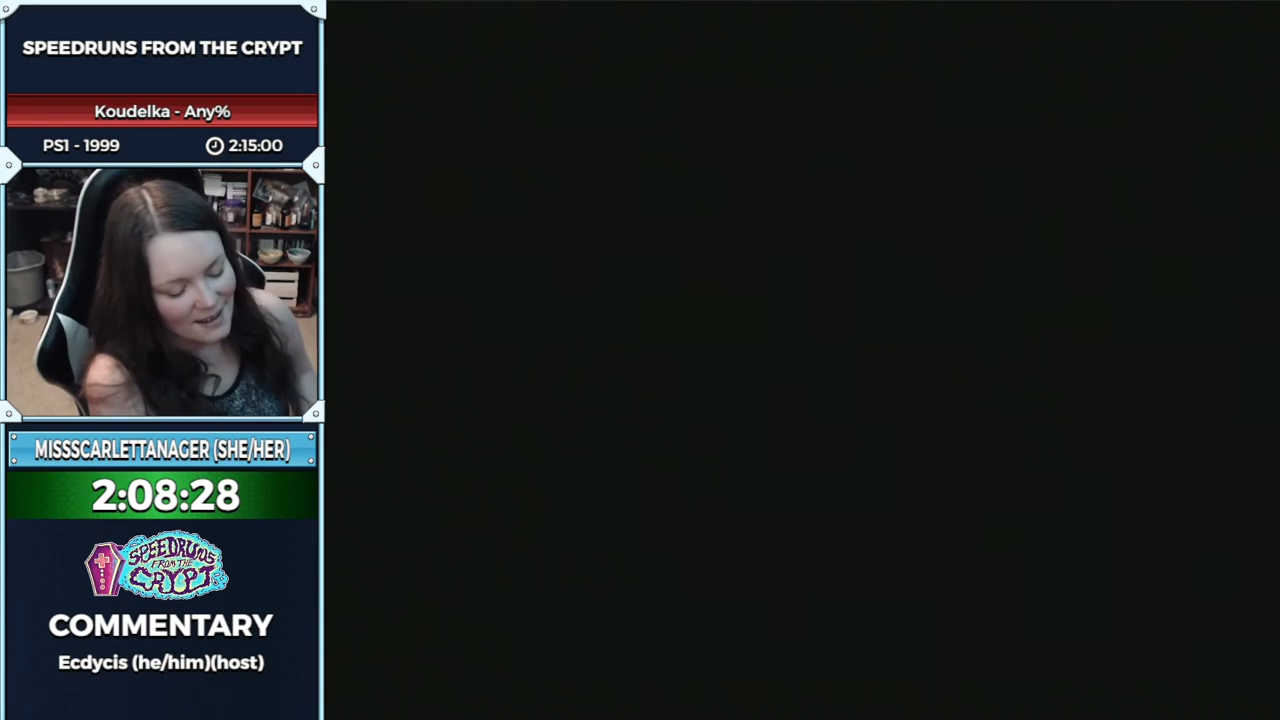 SPEEDRUNS FROM THE CRYPT
Koudelka - Any%
PS1 - 1999
2:15:00
MISSSCARLETTANAGER (SHE/HER)
2:08:28
SPEEDRUNS
FROM THE
CRYPT
COMMENTARY
Ecdycis (he/him)(host)